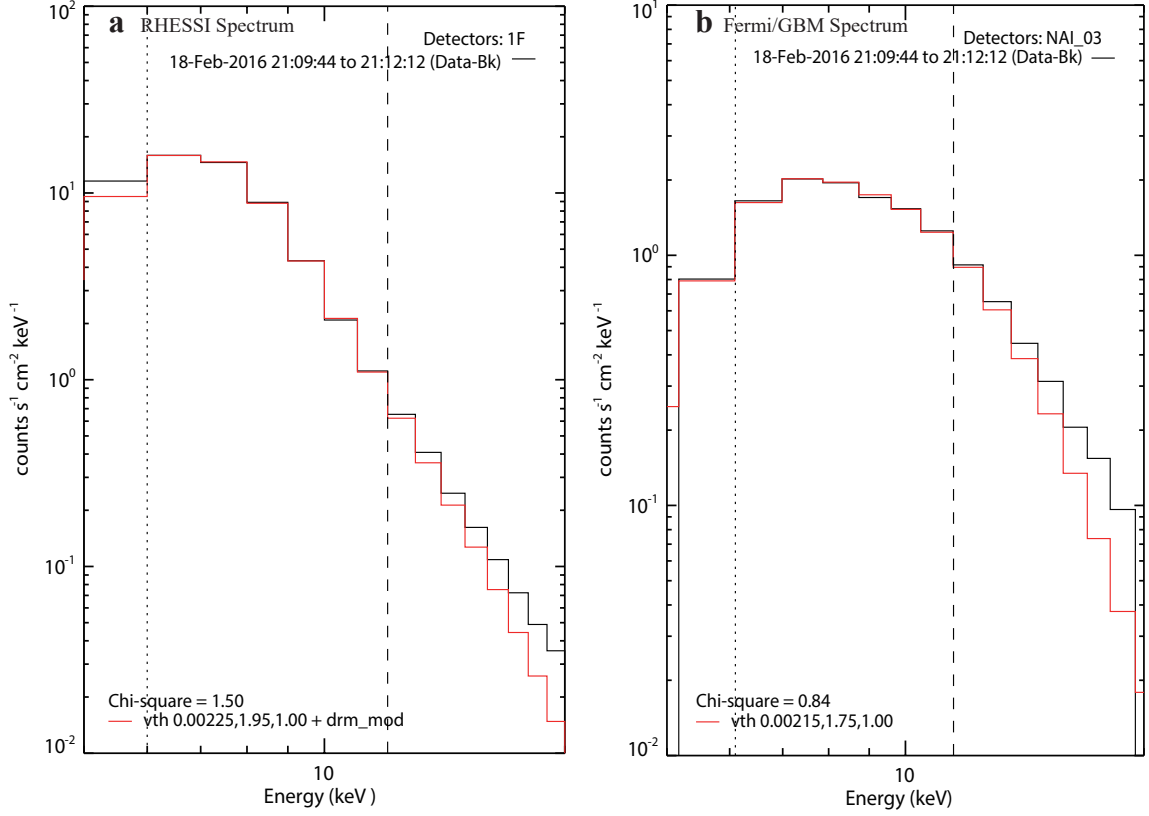 a RHESSI Spectrum
Detectors: 1F
18-Feb-2016 21:09:44 to 21:12:12 (Data-Bk)
10²
10¹
10⁰
10⁻¹
10⁻²
counts s⁻¹ cm⁻² keV⁻¹
Chi-square = 1.50
vth 0.00225,1.95,1.00 + drm_mod
10
Energy (keV )
b Fermi/GBM Spectrum
Detectors: NAI_03
18-Feb-2016 21:09:44 to 21:12:12 (Data-Bk)
10¹
10⁰
10⁻¹
10⁻²
counts s⁻¹ cm⁻² keV⁻¹
Chi-square = 0.84
vth 0.00215,1.75,1.00
10
Energy (keV)